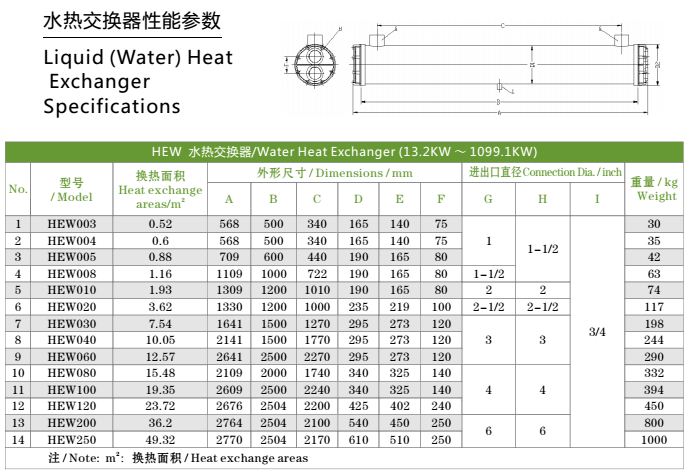 水热交换器性能参数
Liquid (Water) Heat
Exchanger
Specifications
HEW 水热交换器/Water Heat Exchanger (13.2KW ～ 1099.1KW)
No. 型号 /Model 换热面积 Heat exchange areas/m² 外形尺寸/Dimensions/mm 进出口直径Connection Dia./inch 重量/kg Weight
A B C D E F G H I
1 HEW003 0.52 568 500 340 165 140 75 1 1-1/2 3/4 30
2 HEW004 0.6 568 500 340 165 140 75 35
3 HEW005 0.88 709 600 440 190 165 80 42
4 HEW008 1.16 1109 1000 722 190 165 80 1-1/2 63
5 HEW010 1.93 1309 1200 1010 190 165 80 2 2 74
6 HEW020 3.62 1330 1200 1000 235 219 100 2-1/2 2-1/2 117
7 HEW030 7.54 1641 1500 1270 295 273 120 3 3 198
8 HEW040 10.05 2141 1500 1770 295 273 120 244
9 HEW060 12.57 2641 2500 2270 295 273 120 290
10 HEW080 15.48 2109 2000 1740 340 325 140 4 4 332
11 HEW100 19.35 2609 2500 2240 340 325 140 394
12 HEW120 23.72 2676 2504 2200 425 402 240 450
13 HEW200 36.2 2764 2504 2100 540 450 250 6 6 800
14 HEW250 49.32 2770 2504 2170 610 510 250 1000
注/Note: m²: 换热面积/Heat exchange areas